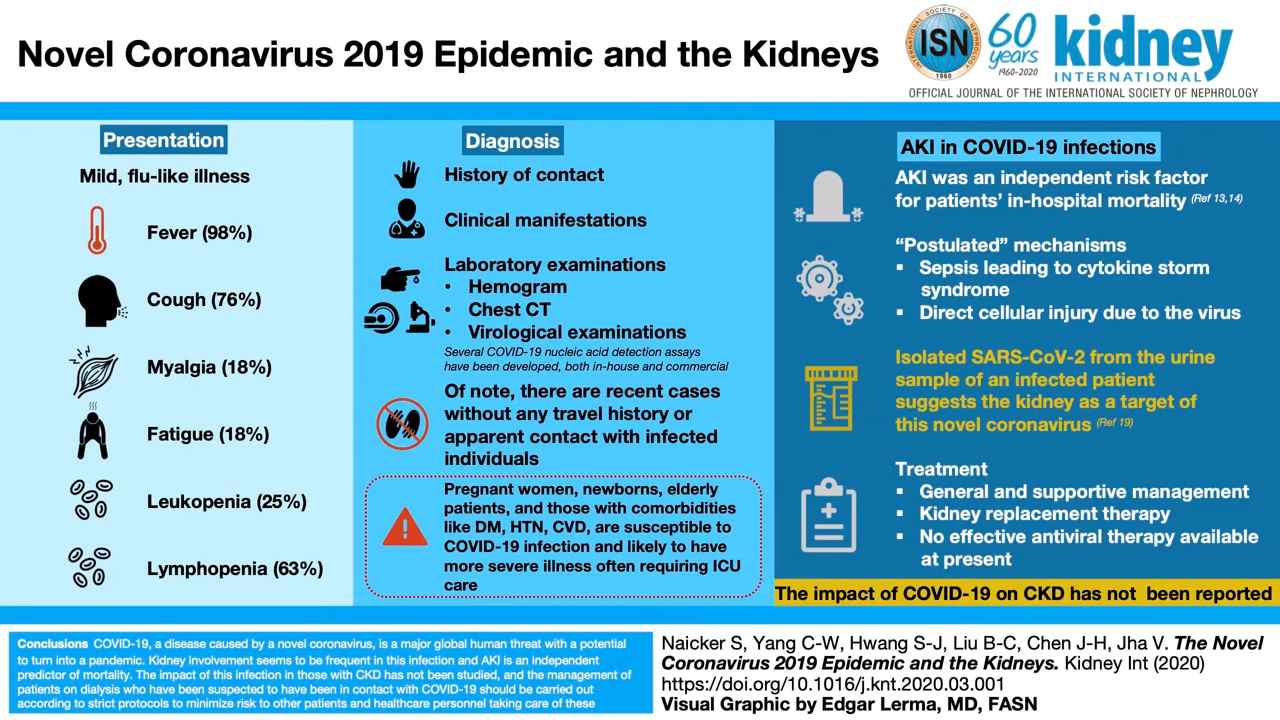 Novel Coronavirus 2019 Epidemic and the Kidneys
INTERNATIONAL SOCIETY OF NEPHROLOGY
ISN
1960
60
years
1960-2020
kidney
INTERNATIONAL
OFFICIAL JOURNAL OF THE INTERNATIONAL SOCIETY OF NEPHROLOGY
Presentation
Mild, flu-like illness
Fever (98%)
Cough (76%)
Myalgia (18%)
Fatigue (18%)
Leukopenia (25%)
Lymphopenia (63%)
Diagnosis
History of contact
Clinical manifestations
Laboratory examinations
• Hemogram
• Chest CT
• Virological examinations
Several COVID-19 nucleic acid detection assays
have been developed, both in-house and commercial
Of note, there are recent cases
without any travel history or
apparent contact with infected
individuals
Pregnant women, newborns, elderly
patients, and those with comorbidities
like DM, HTN, CVD, are susceptible to
COVID-19 infection and likely to have
more severe illness often requiring ICU
care
AKI in COVID-19 infections
AKI was an independent risk factor
for patients’ in-hospital mortality (Ref 13,14)
“Postulated” mechanisms
▪ Sepsis leading to cytokine storm
syndrome
▪ Direct cellular injury due to the virus
Isolated SARS-CoV-2 from the urine
sample of an infected patient
suggests the kidney as a target of
this novel coronavirus (Ref 19)
Treatment
▪ General and supportive management
▪ Kidney replacement therapy
▪ No effective antiviral therapy available
at present
The impact of COVID-19 on CKD has not been reported
Conclusions COVID-19, a disease caused by a novel coronavirus, is a major global human threat with a potential
to turn into a pandemic. Kidney involvement seems to be frequent in this infection and AKI is an independent
predictor of mortality. The impact of this infection in those with CKD has not been studied, and the management of
patients on dialysis who have been suspected to have been in contact with COVID-19 should be carried out
according to strict protocols to minimize risk to other patients and healthcare personnel taking care of these
Naicker S, Yang C-W, Hwang S-J, Liu B-C, Chen J-H, Jha V. The Novel
Coronavirus 2019 Epidemic and the Kidneys. Kidney Int (2020)
https://doi.org/10.1016/j.knt.2020.03.001
Visual Graphic by Edgar Lerma, MD, FASN